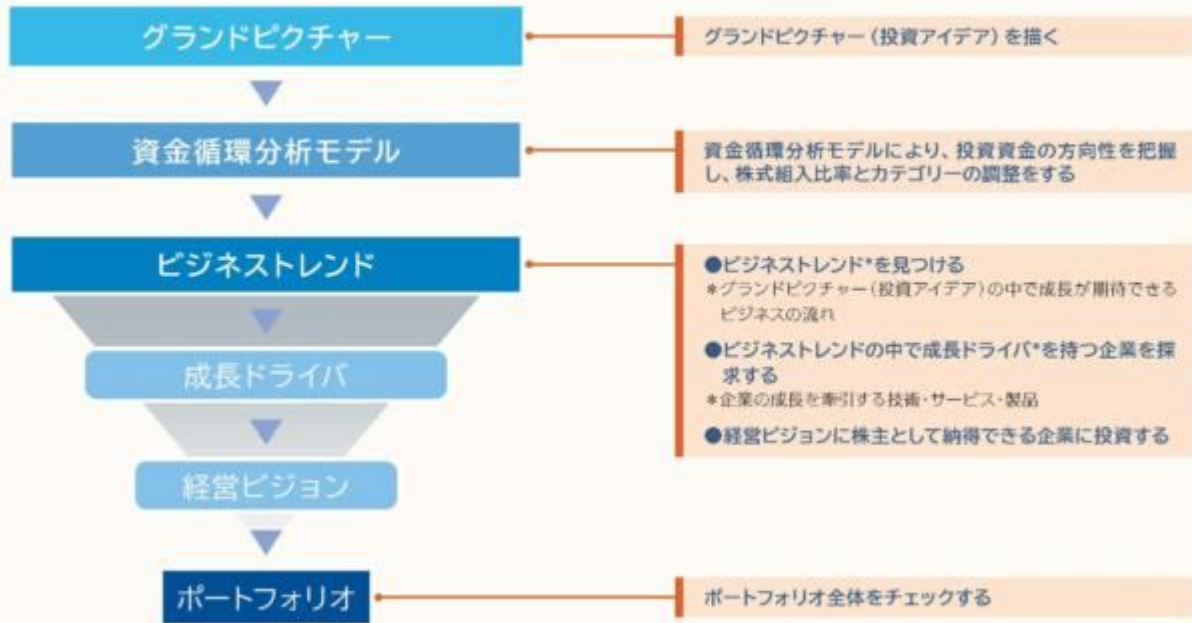 グランドピクチャー
グランドピクチャー（投資アイデア）を描く
資金循環分析モデル
資金循環分析モデルにより、投資資金の方向性を把握
し、株式組入比率とカテゴリーの調整をする
ビジネストレンド
●ビジネストレンド*を見つける
*グランドピクチャー（投資アイデア）の中で成長が期待できる
ビジネスの流れ
●ビジネストレンドの中で成長ドライバ*を持つ企業を探
求する
*企業の成長を牽引する技術・サービス・製品
●経営ビジョンに株主として納得できる企業に投資する
成長ドライバ
経営ビジョン
ポートフォリオ
ポートフォリオ全体をチェックする